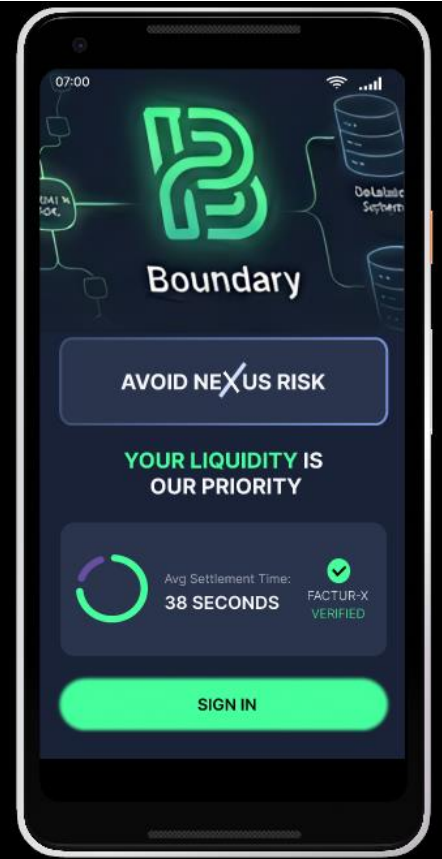 07:00
Boundary
AVOID NEXUS RISK
YOUR LIQUIDITY IS
OUR PRIORITY
Avg Settlement Time:
38 SECONDS
FACTUR-X
VERIFIED
SIGN IN